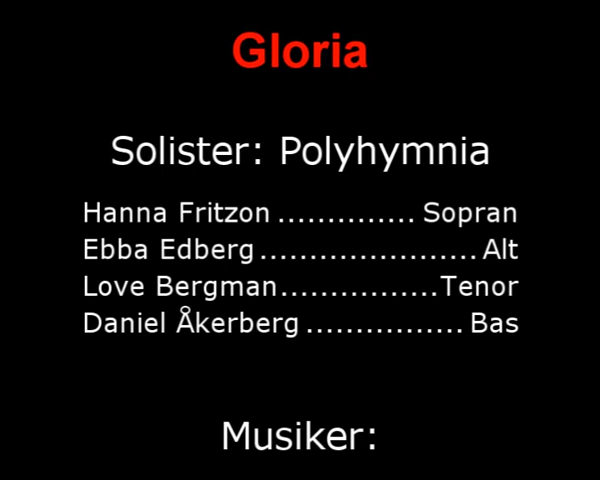 Gloria
Solister: Polyhymnia
Hanna Fritzon .............. Sopran
Ebba Edberg ...................... Alt
Love Bergman ................ Tenor
Daniel Åkerberg ................ Bas
Musiker: